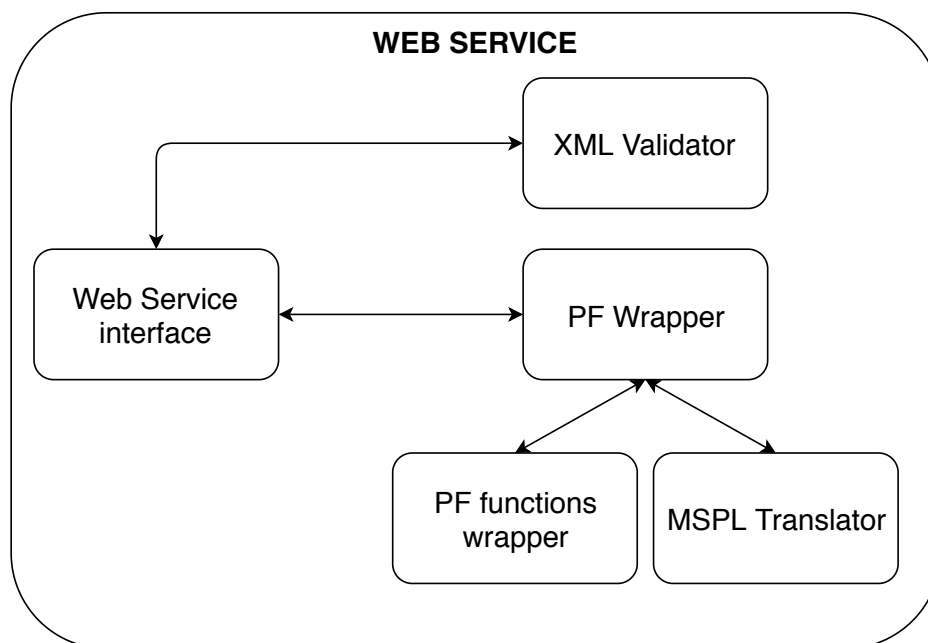 WEB SERVICE
XML Validator
Web Service
interface
PF Wrapper
PF functions
wrapper
MSPL Translator